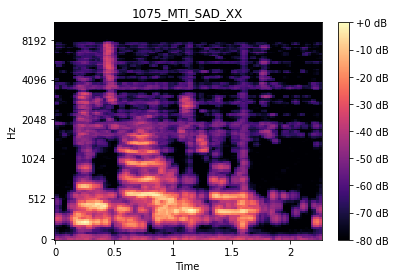 1075_MTI_SAD_XX
8192
4096
2048
1024
512
0
Hz
0
0.5
1
1.5
2
Time
+0 dB
-10 dB
-20 dB
-30 dB
-40 dB
-50 dB
-60 dB
-70 dB
-80 dB